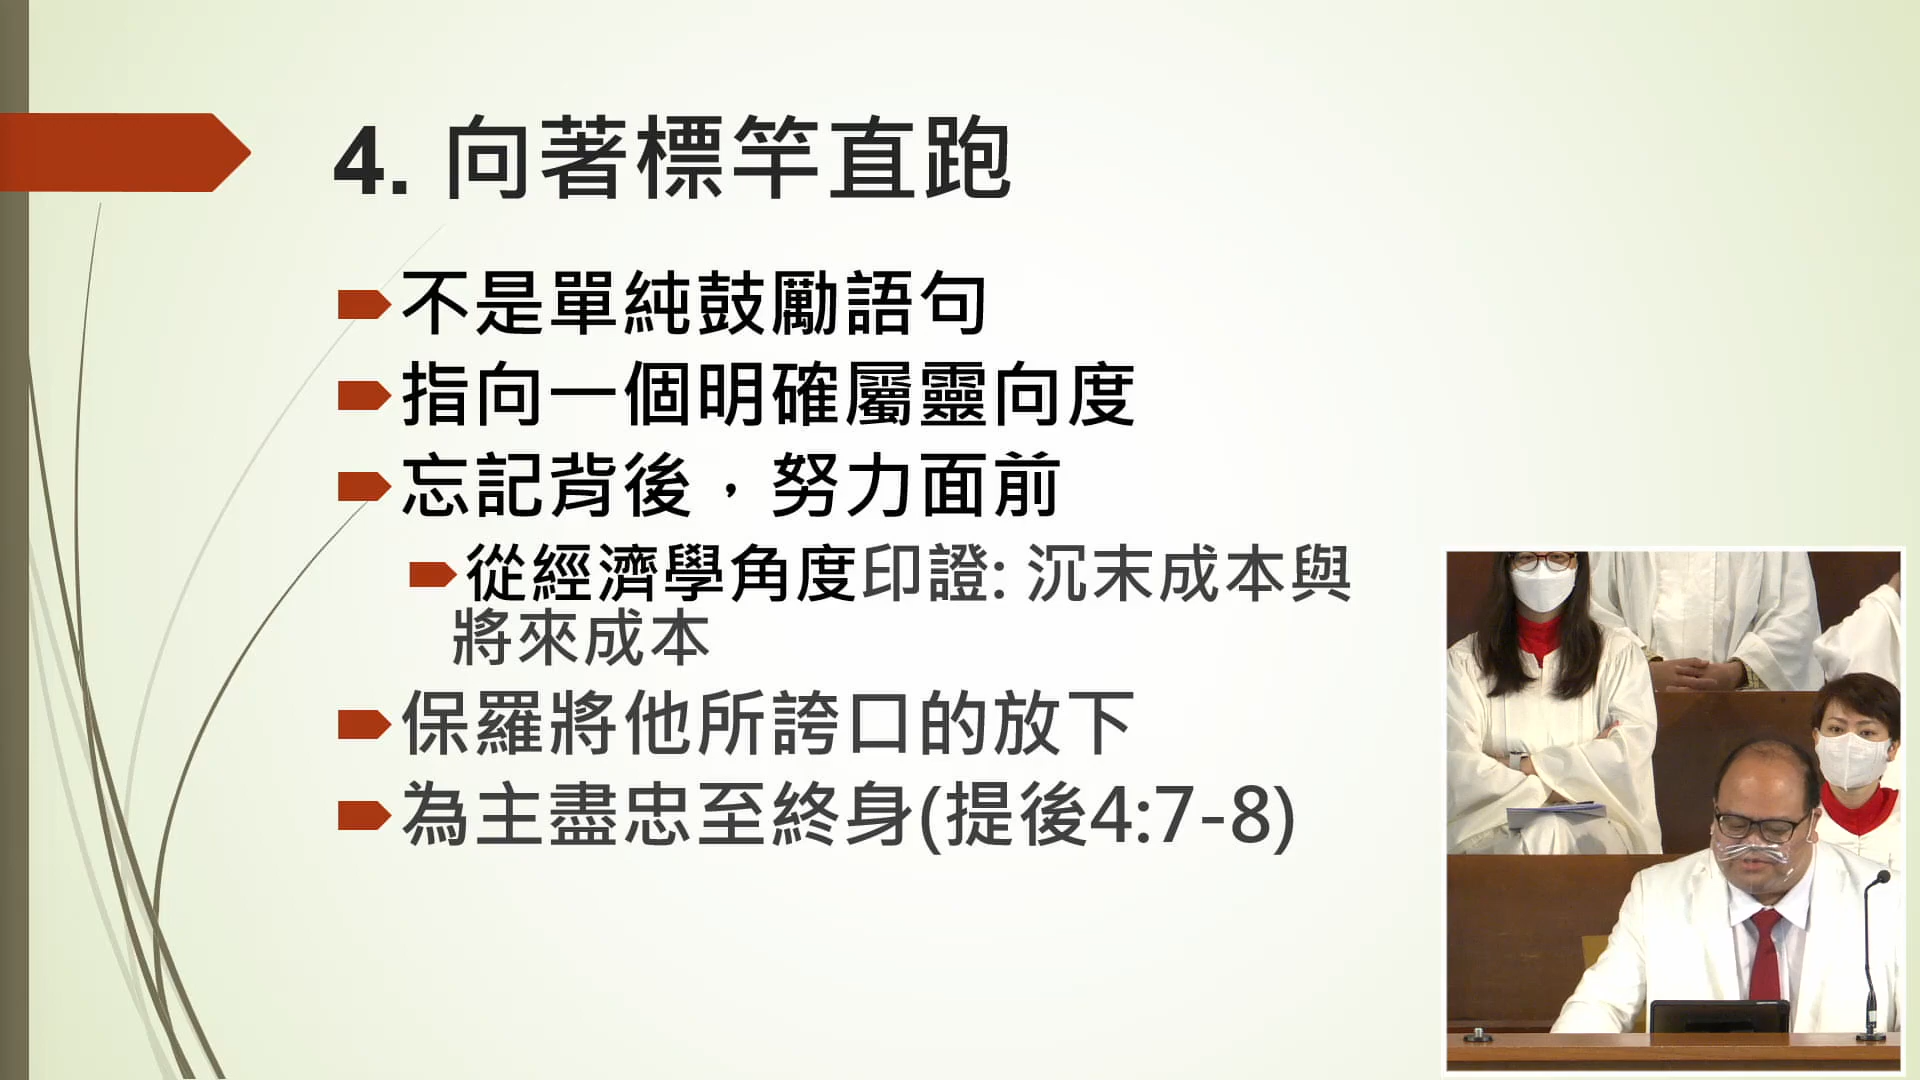 4. 向著標竿直跑
不是單純鼓勵語句
指向一個明確屬靈向度
忘記背後，努力面前
從經濟學角度印證: 沉末成本與
將來成本
保羅將他所誇口的放下
為主盡忠至終身(提後4:7-8)